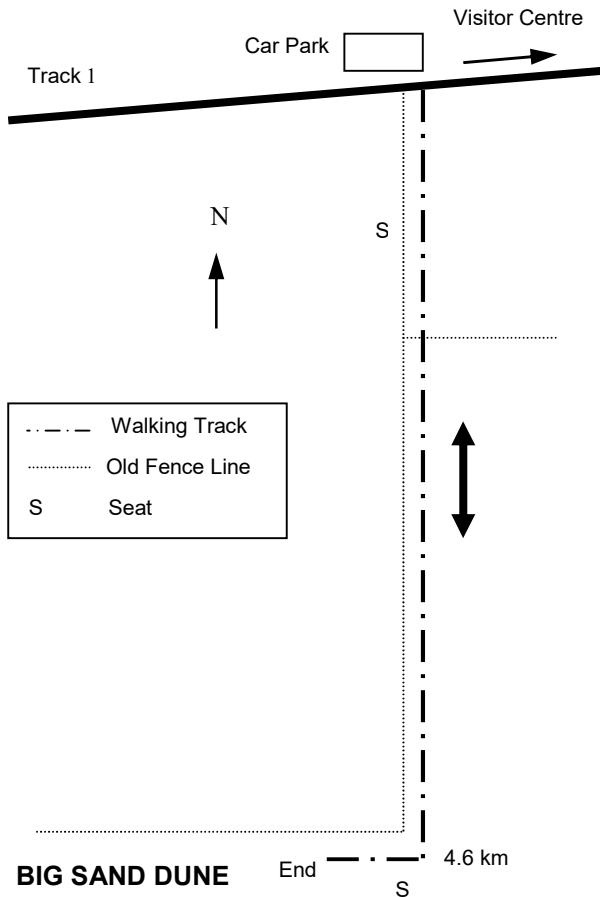 Visitor Centre
Car Park
Track 1
N
S
Walking Track
Old Fence Line
S Seat
BIG SAND DUNE
End
4.6 km
S